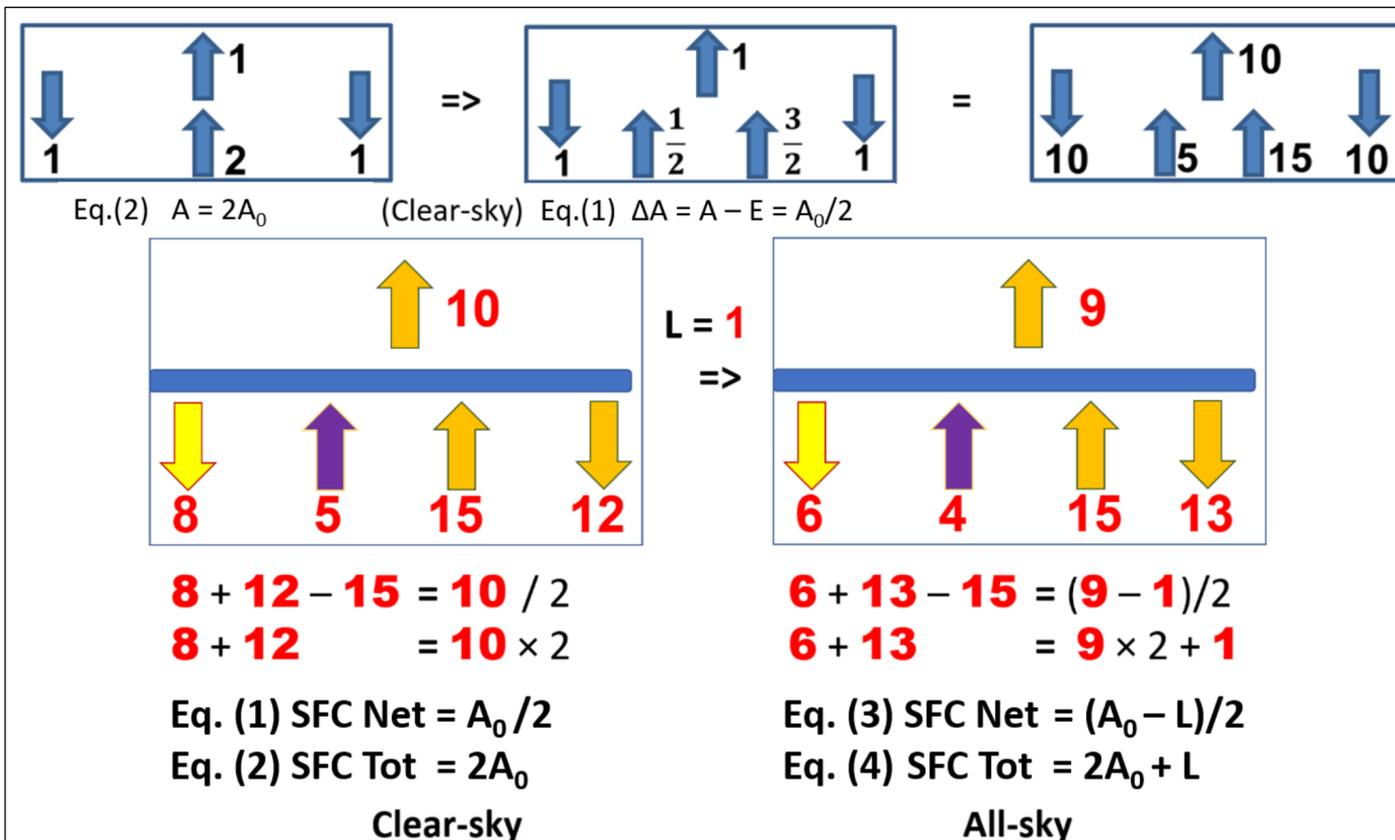 1 1 10
=> =
1 2 1 1 1/2 3/2 1 10 5 15 10
Eq.(2) A = 2A₀ (Clear-sky) Eq.(1) ΔA = A – E = A₀/2
10 L = 1 9
=>
8 5 15 12 6 4 15 13
8 + 12 – 15 = 10 / 2 6 + 13 – 15 = (9 – 1)/2
8 + 12 = 10 × 2 6 + 13 = 9 × 2 + 1
Eq. (1) SFC Net = A₀/2 Eq. (3) SFC Net = (A₀ – L)/2
Eq. (2) SFC Tot = 2A₀ Eq. (4) SFC Tot = 2A₀ + L
Clear-sky All-sky